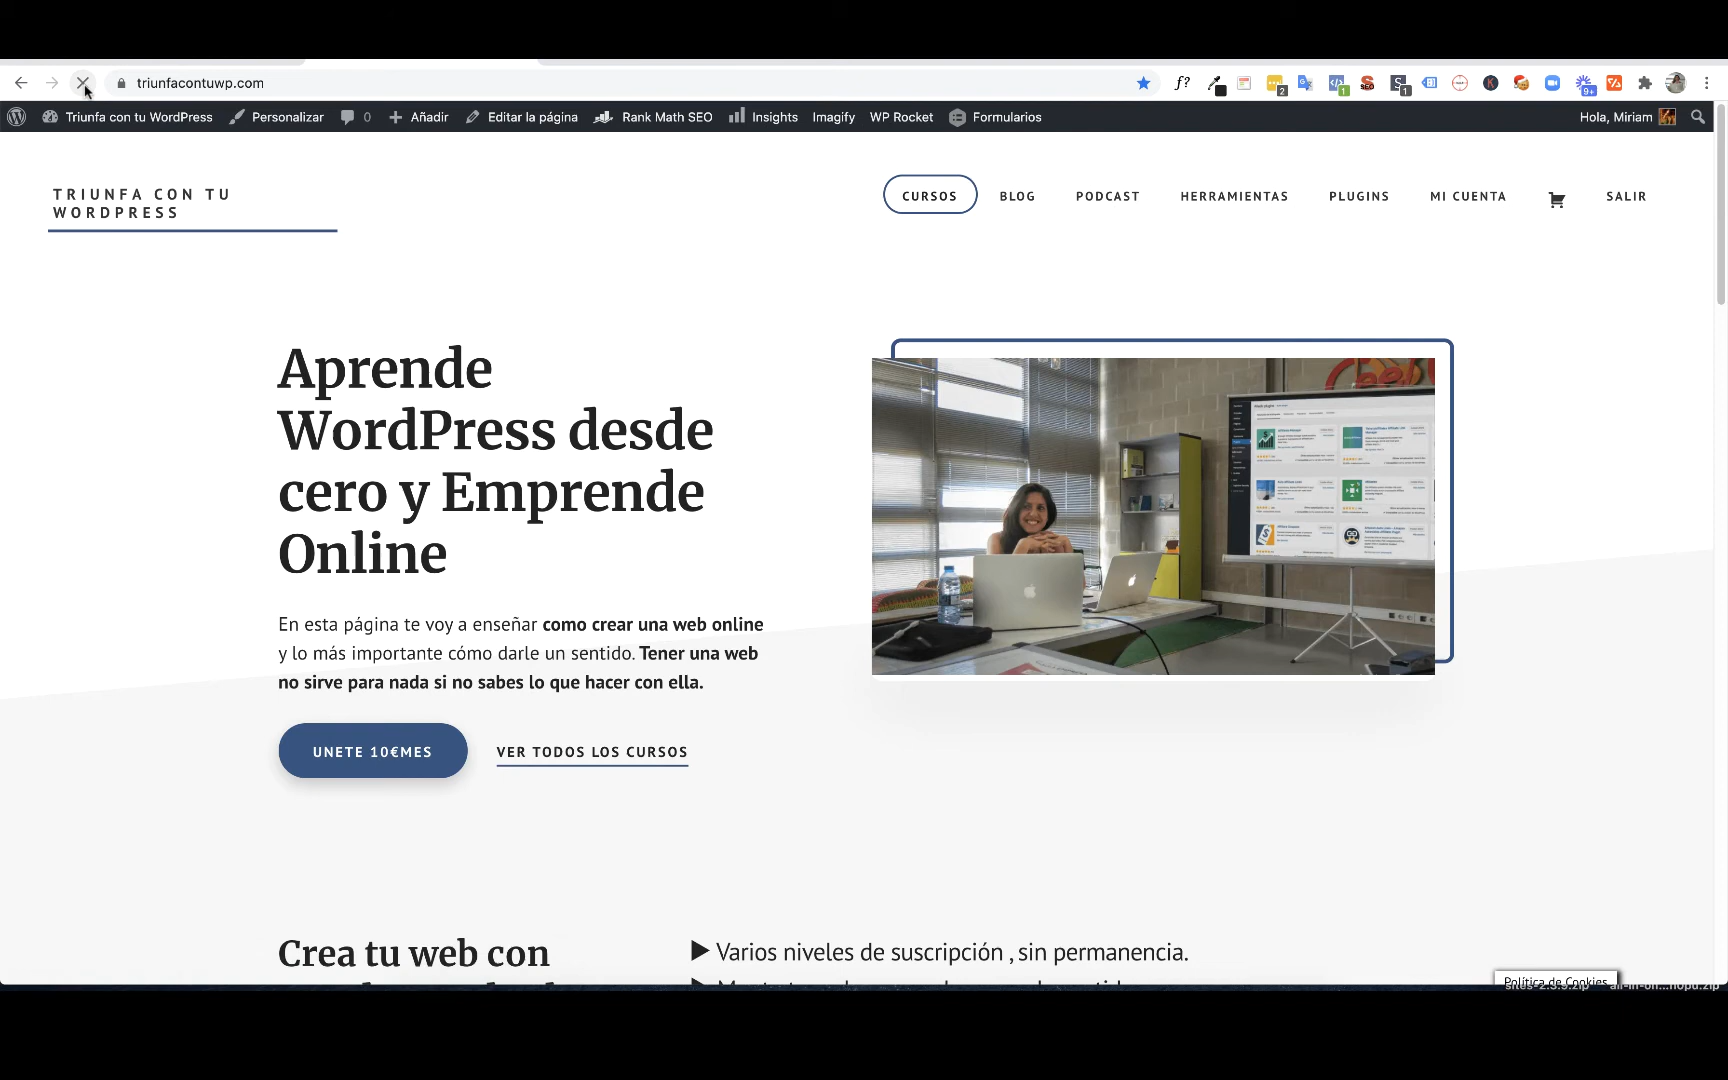 triunfacontuwp.com
f?
2
1
1
9+
Triunfa con tu WordPress
Personalizar
0
Añadir
Editar la página
Rank Math SEO
Insights
Imagify
WP Rocket
Formularios
Hola, Miriam
TRIUNFA CON TU
WORDPRESS
CURSOS
BLOG
PODCAST
HERRAMIENTAS
PLUGINS
MI CUENTA
SALIR
Aprende
WordPress desde
cero y Emprende
Online
En esta página te voy a enseñar como crear una web online
y lo más importante cómo darle un sentido. Tener una web
no sirve para nada si no sabes lo que hacer con ella.
UNETE 10€MES
VER TODOS LOS CURSOS
Crea tu web con
▶ Varios niveles de suscripción , sin permanencia.
Política de Cookies